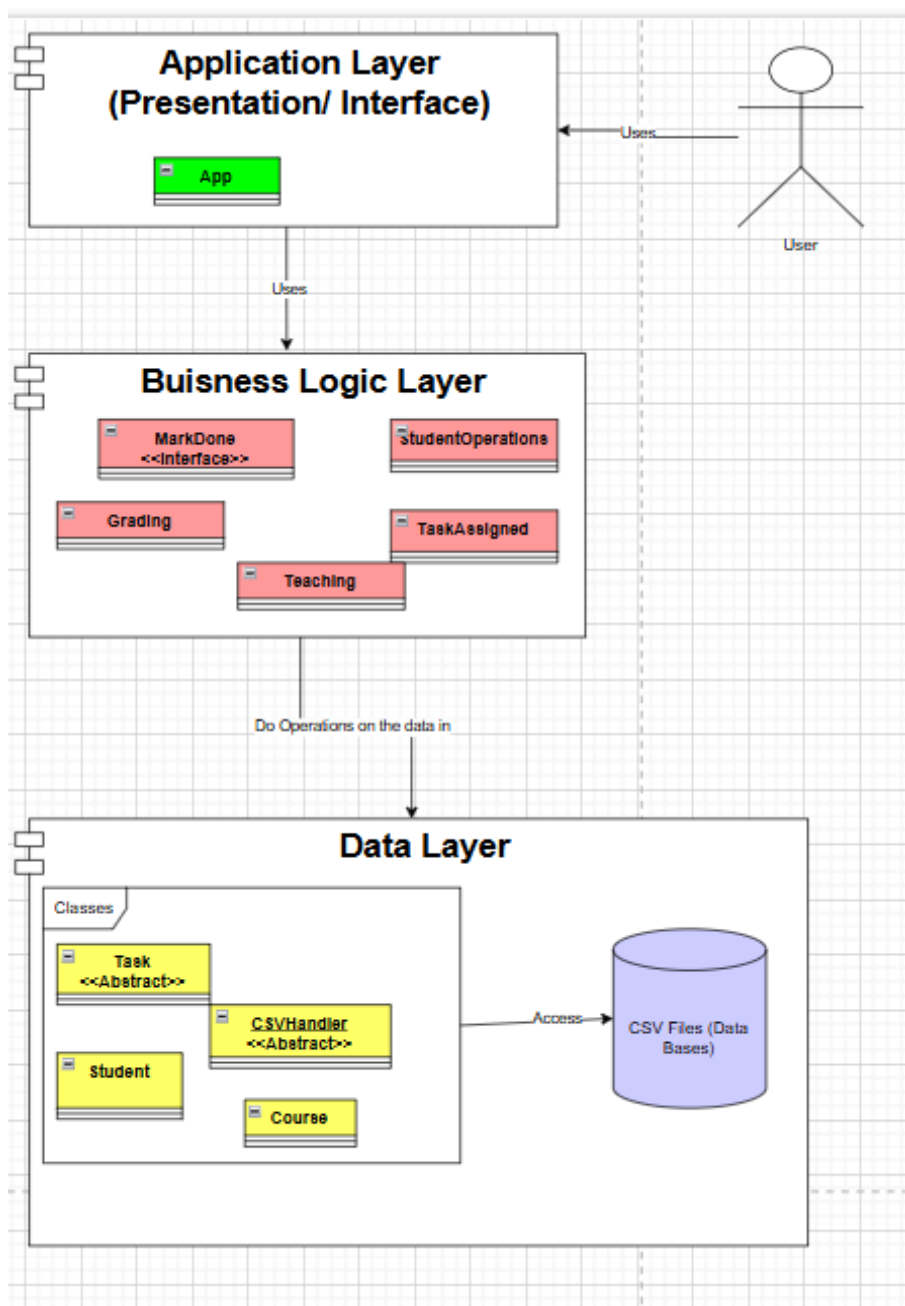 Application Layer
(Presentation/ Interface)
App
Uses
User
Uses
Buisness Logic Layer
MarkDone
<<Interface>>
StudentOperations
Grading
TaskAssigned
Teaching
Do Operations on the data in
Data Layer
Classes
Task
<<Abstract>>
CSVHandler
<<Abstract>>
Student
Course
Access
CSV Files (Data
Bases)